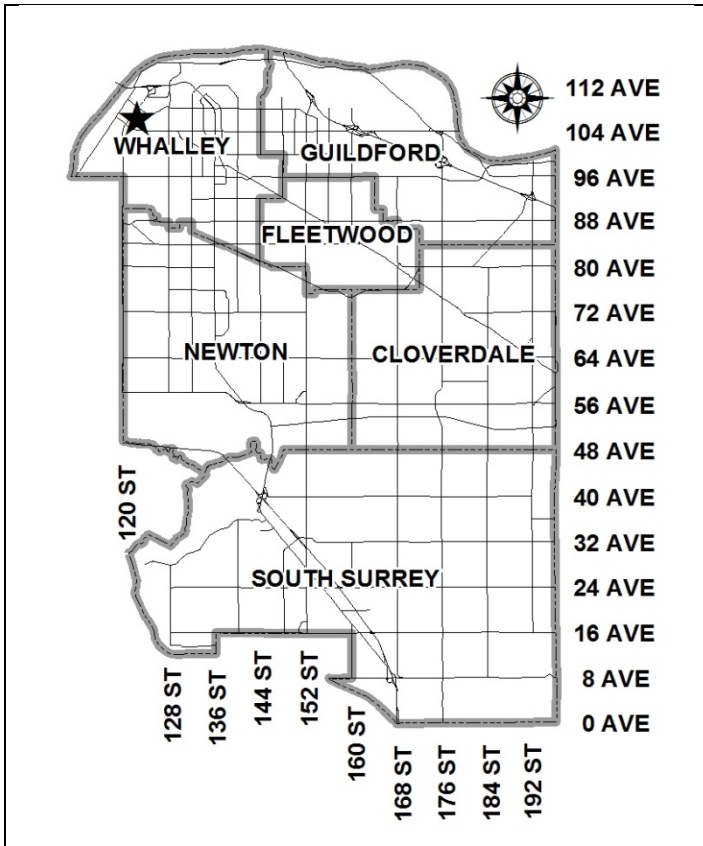 112 AVE
104 AVE
WHALLEY
GUILDFORD
96 AVE
88 AVE
FLEETWOOD
80 AVE
72 AVE
NEWTON
CLOVERDALE
64 AVE
56 AVE
48 AVE
120 ST
40 AVE
32 AVE
SOUTH SURREY
24 AVE
16 AVE
128 ST
136 ST
144 ST
152 ST
160 ST
8 AVE
0 AVE
168 ST
176 ST
184 ST
192 ST